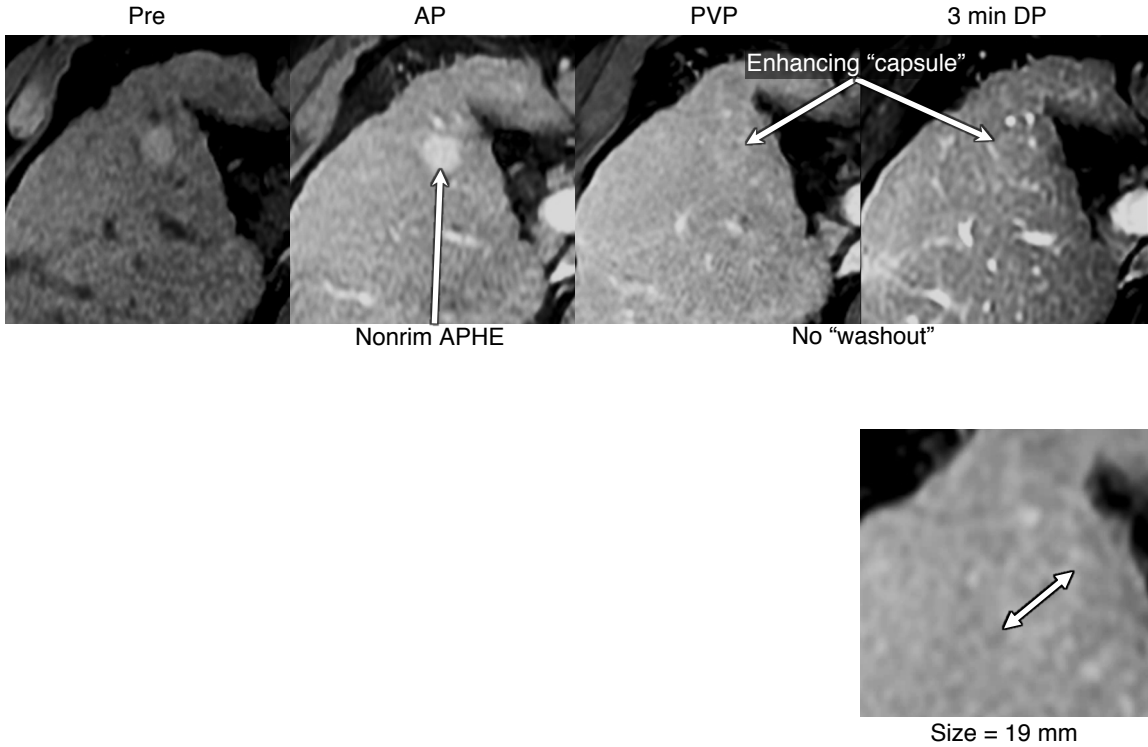 Pre
AP
PVP
3 min DP
Enhancing “capsule”
Nonrim APHE
No “washout”
Size = 19 mm